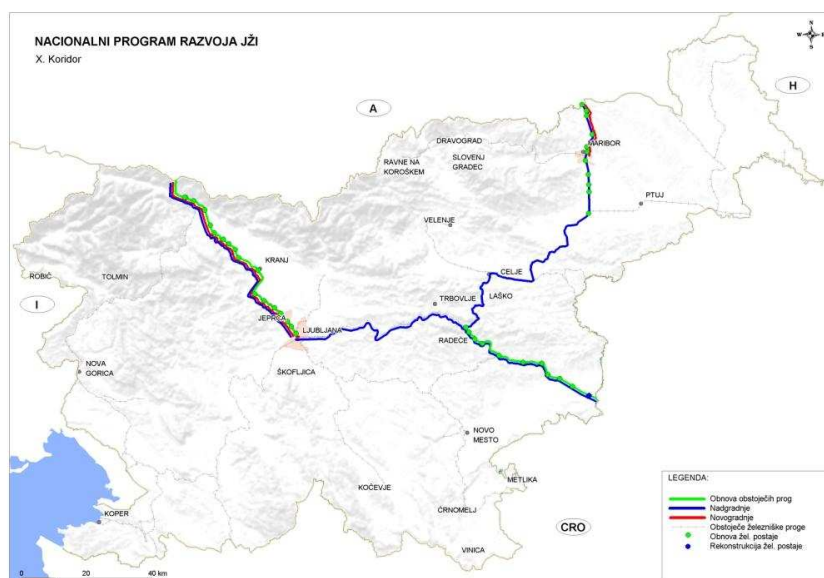 NACIONALNI PROGRAM RAZVOJA JŽI
X. Koridor
N
W
E
S
H
A
MARIBOR
DRAVOGRAD
RAVNE NA
KOROŠKEM
SLOVENJ
GRADEC
PTUJ
VELENJE
KRANJ
CELJE
ROBIČ
TOLMIN
I
LAŠKO
TRBOVLJE
JEPRCA
LJUBLJANA
RADEČE
NOVA
GORICA
ŠKOFLJICA
NOVO
MESTO
METLIKA
KOČEVJE
ČRNOMELJ
KOPER
CRO
VINICA
LEGENDA:
Obnova obstoječih prog
Nadgradnje
Novogradnje
Obstoječe železniške proge
Obnova žel. postaje
Rekonstrukcija žel. postaje
0 20 40 km